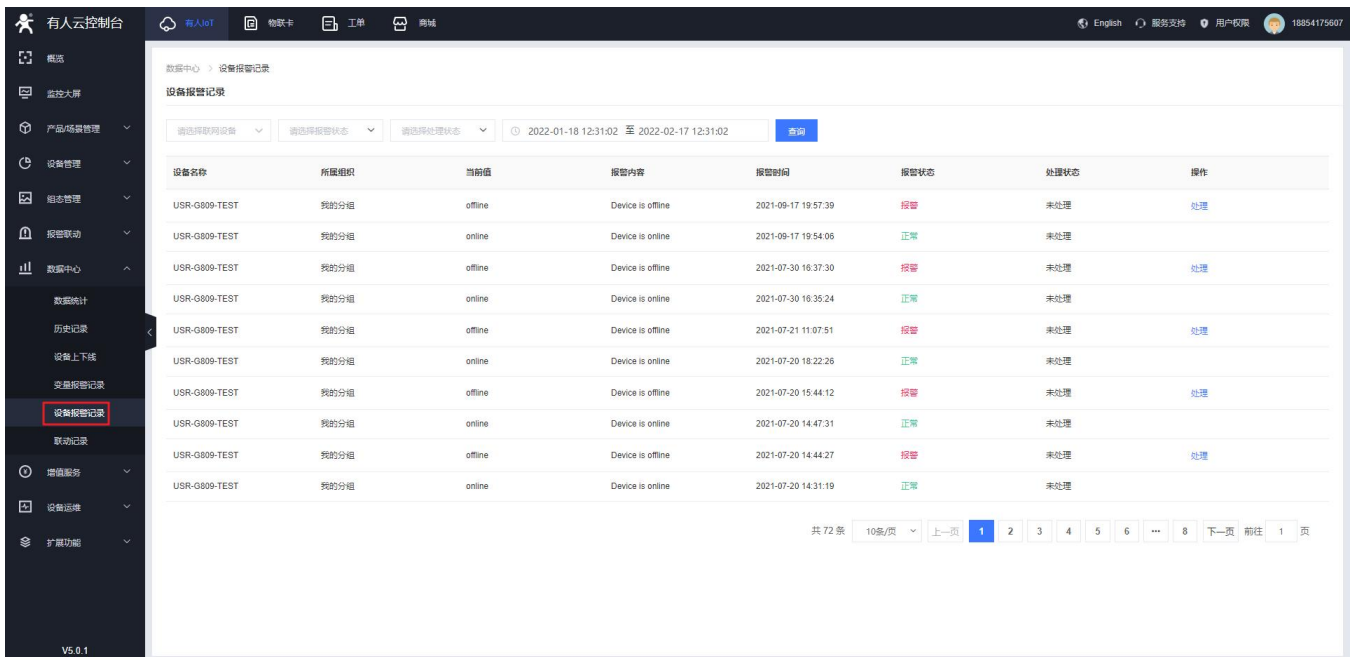 有人云控制台 有人IoT 物联卡 工单 商城 English 服务支持 用户权限 18854175607
概览
监控大屏
产品/场景管理
设备管理
组态管理
报警联动
数据中心
数据统计
历史记录
设备上下线
变量报警记录
设备报警记录
联动记录
增值服务
设备运维
扩展功能
V5.0.1
数据中心 > 设备报警记录
设备报警记录
请选择联网设备 请选择报警状态 请选择处理状态 2022-01-18 12:31:02 至 2022-02-17 12:31:02 查询
设备名称 所属组织 当前值 报警内容 报警时间 报警状态 处理状态 操作
USR-G809-TEST 我的分组 offline Device is offline 2021-09-17 19:57:39 报警 未处理 处理
USR-G809-TEST 我的分组 online Device is online 2021-09-17 19:54:06 正常 未处理
USR-G809-TEST 我的分组 offline Device is offline 2021-07-30 16:37:30 报警 未处理 处理
USR-G809-TEST 我的分组 online Device is online 2021-07-30 16:35:24 正常 未处理
USR-G809-TEST 我的分组 offline Device is offline 2021-07-21 11:07:51 报警 未处理 处理
USR-G809-TEST 我的分组 online Device is online 2021-07-20 18:22:26 正常 未处理
USR-G809-TEST 我的分组 offline Device is offline 2021-07-20 15:44:12 报警 未处理 处理
USR-G809-TEST 我的分组 online Device is online 2021-07-20 14:47:31 正常 未处理
USR-G809-TEST 我的分组 offline Device is offline 2021-07-20 14:44:27 报警 未处理 处理
USR-G809-TEST 我的分组 online Device is online 2021-07-20 14:31:19 正常 未处理
共 72 条 10条/页 上一页 1 2 3 4 5 6 ··· 8 下一页 前往 1 页